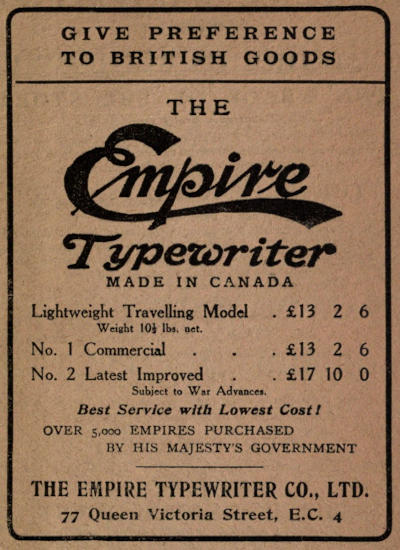 GIVE PREFERENCE
TO BRITISH GOODS
THE
Empire
Typewriter
MADE IN CANADA
Lightweight Travelling Model . £13 2 6
Weight 10½ lbs. net.
No. 1 Commercial . . . £13 2 6
No. 2 Latest Improved . . £17 10 0
Subject to War Advances.
Best Service with Lowest Cost!
OVER 5,000 EMPIRES PURCHASED
BY HIS MAJESTY'S GOVERNMENT
THE EMPIRE TYPEWRITER CO., LTD.
77 Queen Victoria Street, E.C. 4